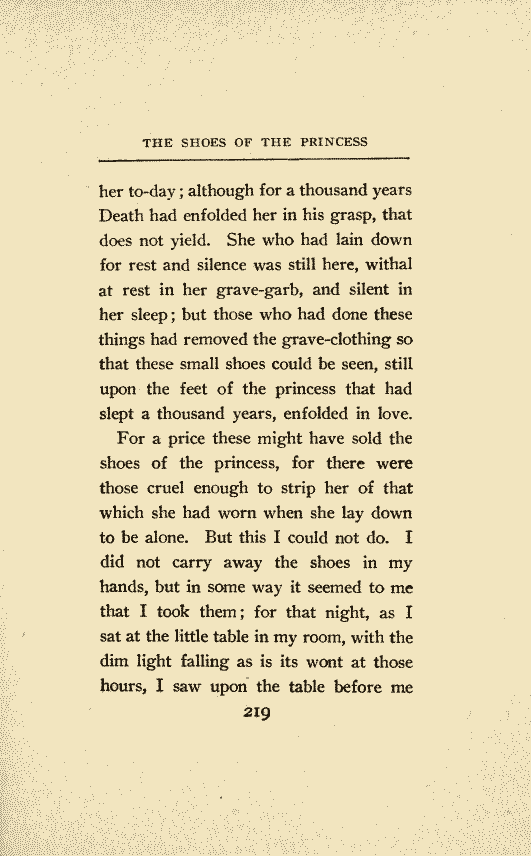 THE SHOES OF THE PRINCESS
her to-day; although for a thousand years
Death had enfolded her in his grasp, that
does not yield. She who had lain down
for rest and silence was still here, withal
at rest in her grave-garb, and silent in
her sleep; but those who had done these
things had removed the grave-clothing so
that these small shoes could be seen, still
upon the feet of the princess that had
slept a thousand years, enfolded in love.
For a price these might have sold the
shoes of the princess, for there were
those cruel enough to strip her of that
which she had worn when she lay down
to be alone. But this I could not do. I
did not carry away the shoes in my
hands, but in some way it seemed to me
that I took them; for that night, as I
sat at the little table in my room, with the
dim light falling as is its wont at those
hours, I saw upon the table before me
219